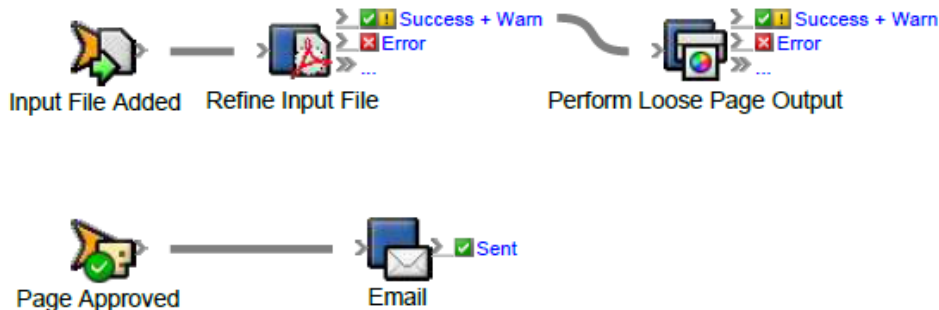 Success + Warn
Error
...
Input File Added
Refine Input File
Success + Warn
Error
...
Perform Loose Page Output
Page Approved
Sent
Email